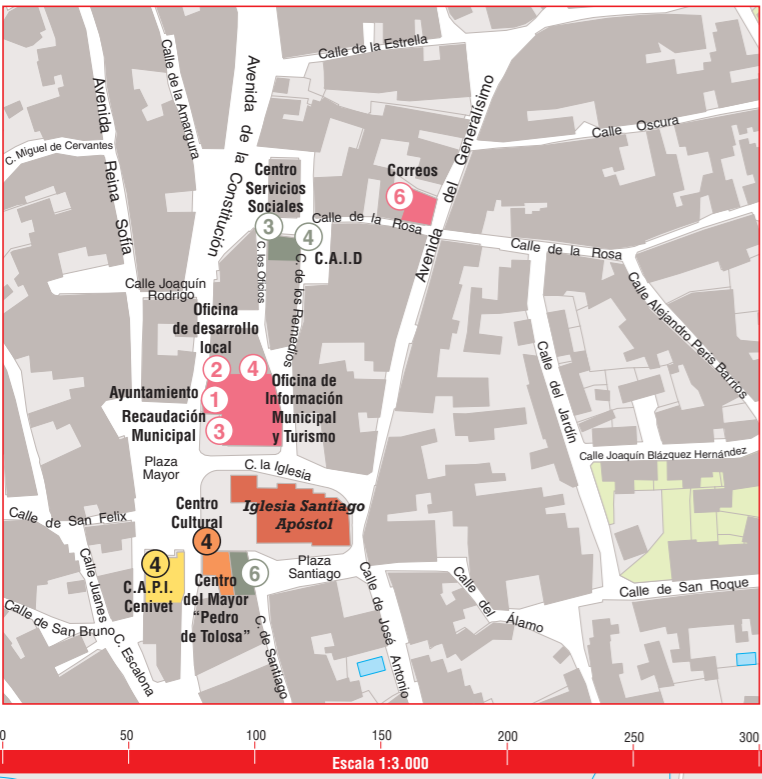 Calle de la Estrella
Calle de la Amargura
Avenida de la Constitución
Avenida Reina Sofía
Avenida del Generalísimo
Calle Oscura
C. Miguel de Cervantes
Centro
Servicios
Sociales
3
4
C.A.I.D
Correos
6
Calle de la Rosa
Calle de la Rosa
C. los Oficios
C. de los Remedios
Calle Joaquín
Rodrigo
Calle Alejandro Peris Barrios
Oficina
de desarrollo
local
2
4
Ayuntamiento
1
Recaudación
Municipal
3
Oficina de
Información
Municipal
y Turismo
Calle del Jardín
Calle Joaquín Blázquez Hernández
Plaza
Mayor
C. la Iglesia
Centro
Cultural
4
Iglesia Santiago
Apóstol
Calle de San Felix
Calle Juanes
4
C.A.P.I.
Cenivet
Centro
del Mayor
“Pedro
de Tolosa”
6
Plaza
Santiago
Calle de San Roque
Calle del Álamo
Calle de José Antonio
Calle de San Bruno
C. Escalona
C. de Santiago
0 50 100 150 200 250 300
Escala 1:3.000